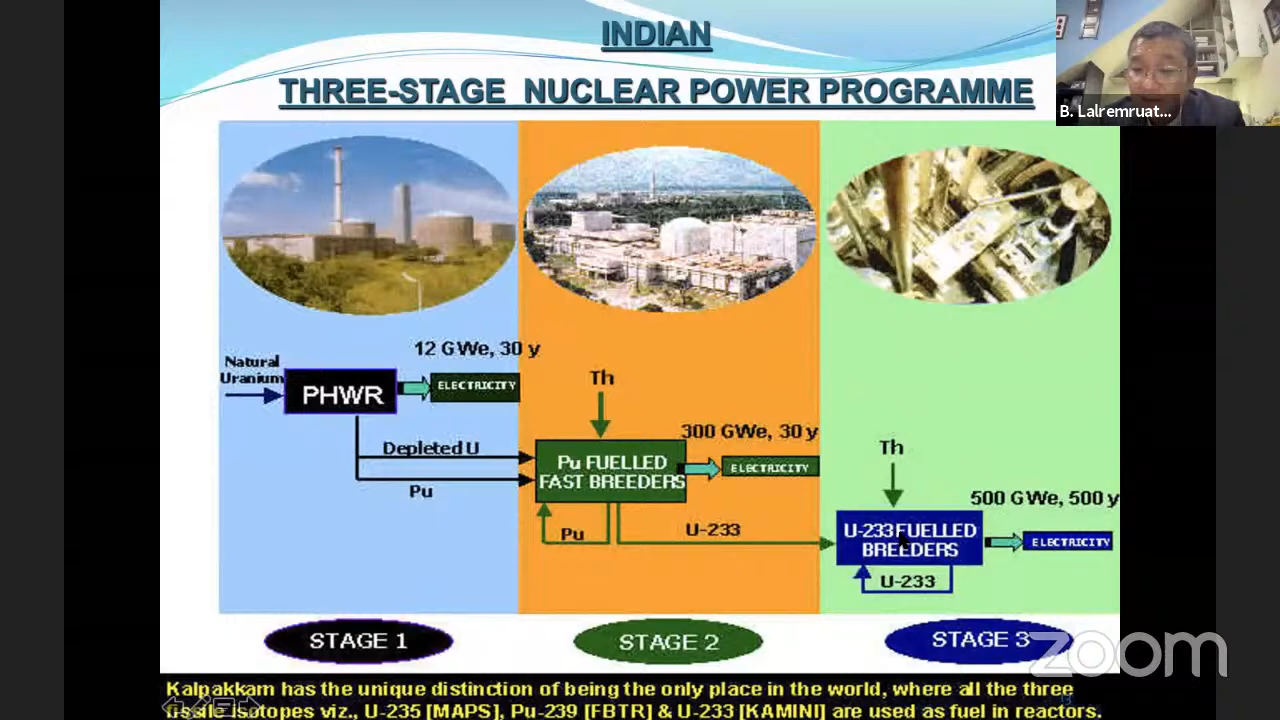 INDIAN
THREE-STAGE NUCLEAR POWER PROGRAMME
B. Lalremruat...
Natural
Uranium
PHWR
12 GWe, 30 y
ELECTRICITY
Depleted U
Pu
Th
Pu FUELLED
FAST BREEDERS
300 GWe, 30 y
ELECTRICITY
Pu
U-233
Th
U-233 FUELLED
BREEDERS
500 GWe, 500 y
ELECTRICITY
U-233
STAGE 1
STAGE 2
STAGE 3
zoom
Kalpakkam has the unique distinction of being the only place in the world, where all the three
fissile isotopes viz., U-235 [MAPS], Pu-239 [FBTR] & U-233 [KAMINI] are used as fuel in reactors.